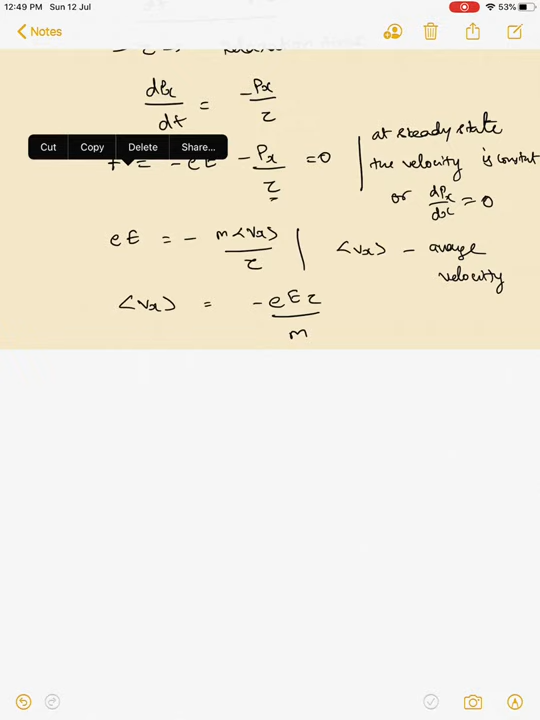 12:49 PM Sun 12 Jul
53%
Notes
dPx/dt = -Px/τ
Cut Copy Delete Share...
= -eE - Px/τ = 0
at steady state
the velocity is constant
or dPx/dx = 0
eE = - m<Vx>/τ | <Vx> - average
velocity
<Vx> = -eEτ/m